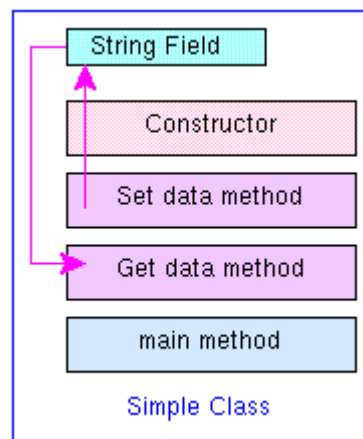 String Field
Constructor
Set data method
Get data method
main method
Simple Class